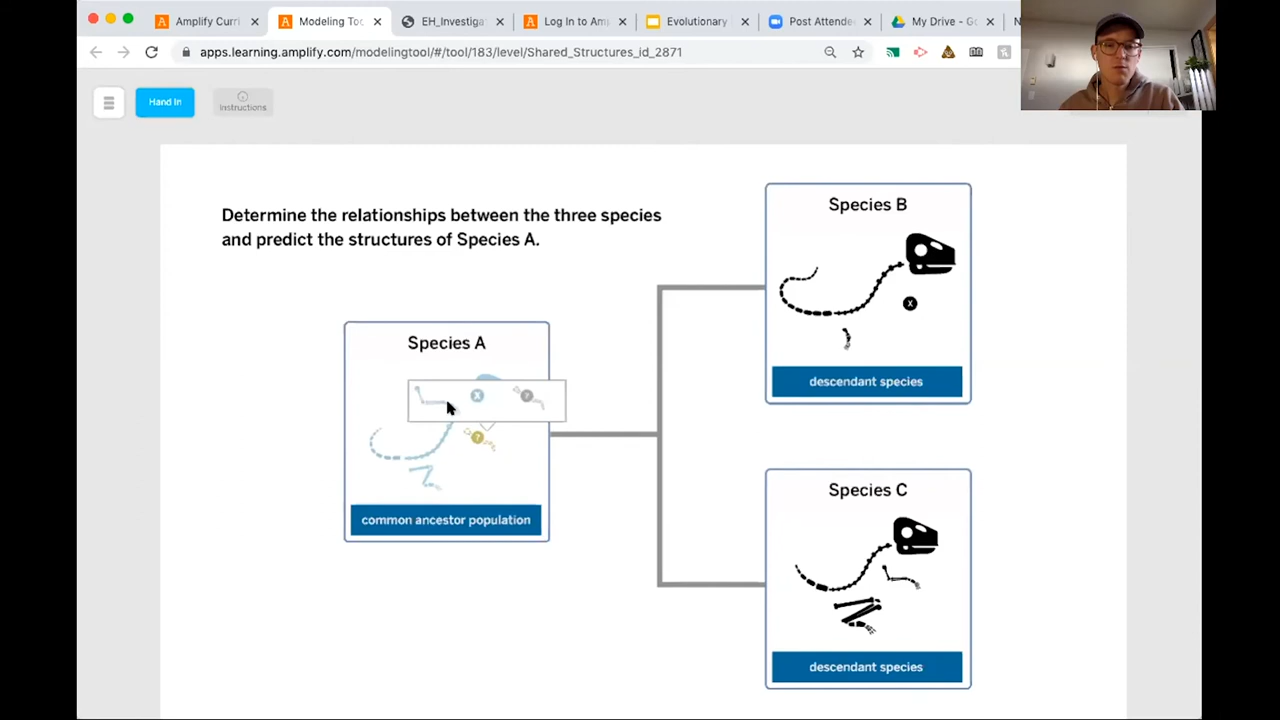 Amplify Curri
Modeling Too
EH_Investiga
Log In to Am
Evolutionary
Post Attende
My Drive - Go
apps.learning.amplify.com/modelingtool/#/tool/183/level/Shared_Structures_id_2871
Hand In
Instructions
Determine the relationships between the three species
and predict the structures of Species A.
Species B
X
descendant species
Species A
X
?
?
common ancestor population
Species C
descendant species